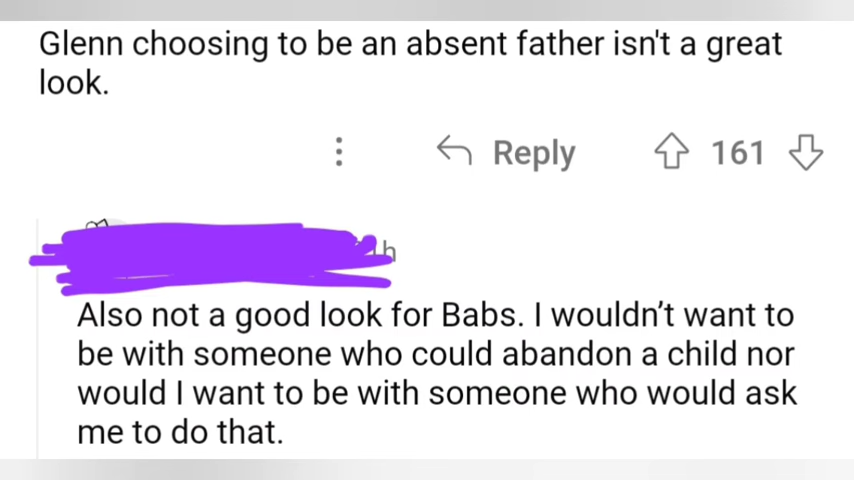 Glenn choosing to be an absent father isn't a great
look.
Reply 161
h
Also not a good look for Babs. I wouldn’t want to
be with someone who could abandon a child nor
would I want to be with someone who would ask
me to do that.